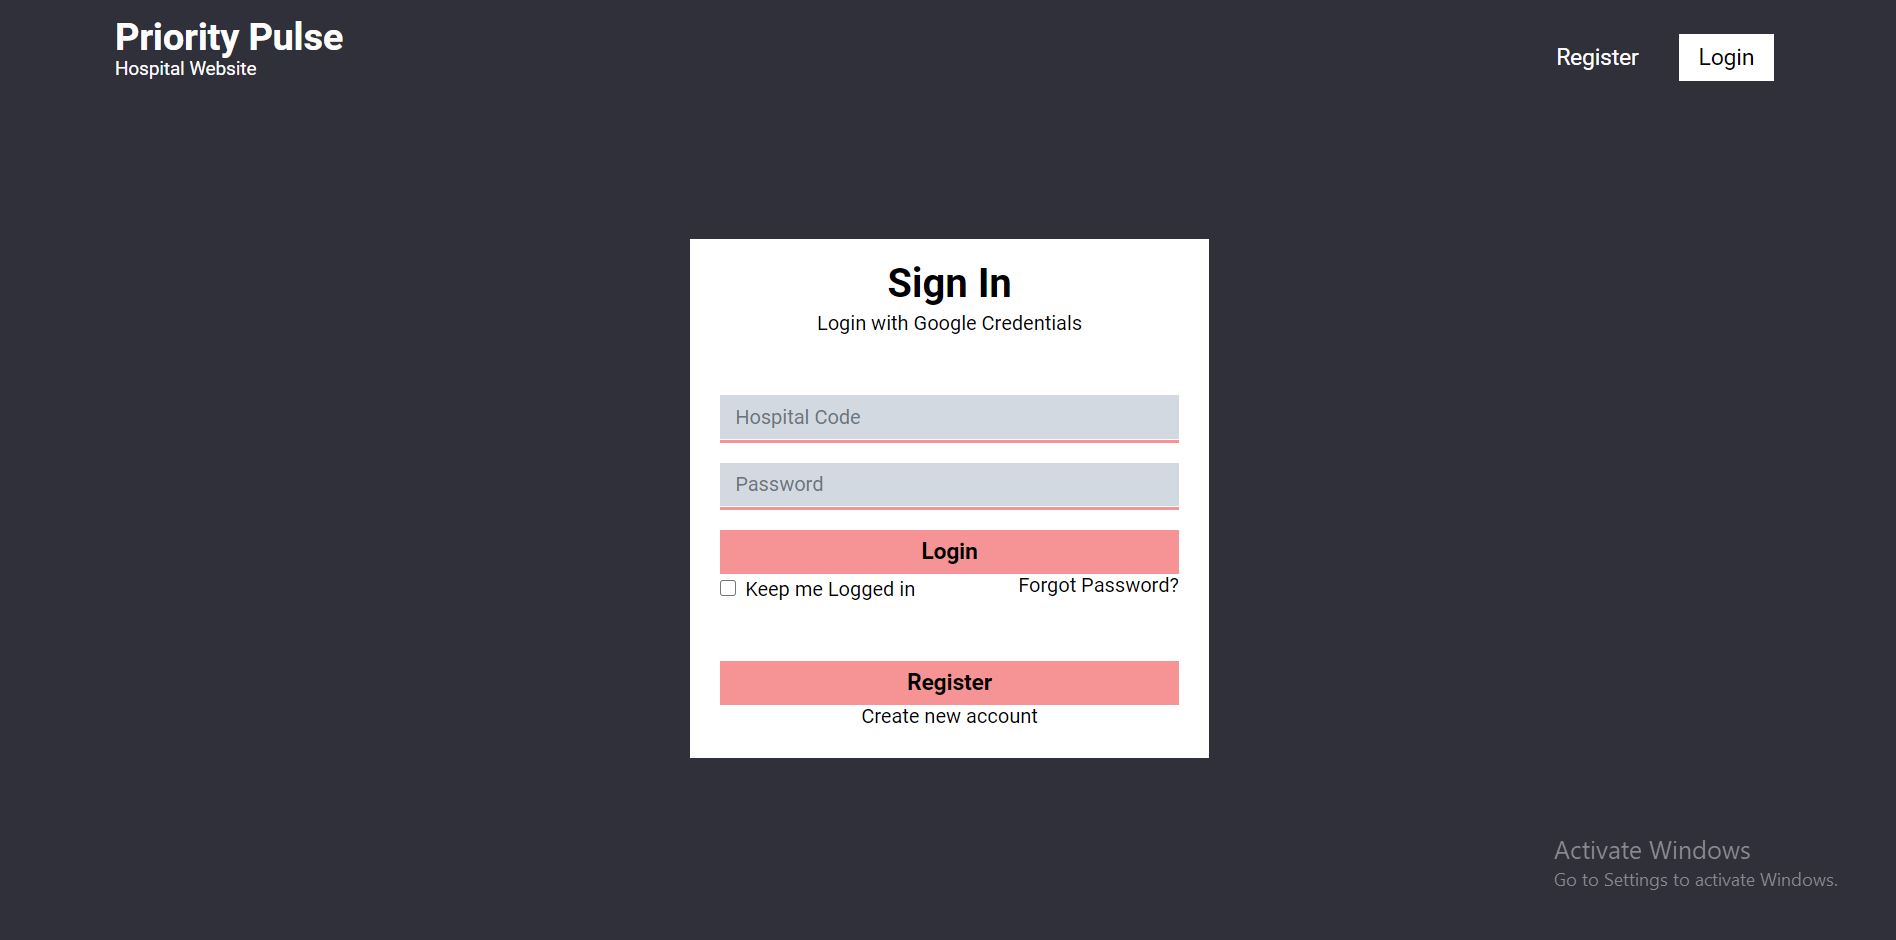 Priority Pulse
Hospital Website
Register
Login
Sign In
Login with Google Credentials
Hospital Code
Password
Login
Keep me Logged in
Forgot Password?
Register
Create new account
Activate Windows
Go to Settings to activate Windows.